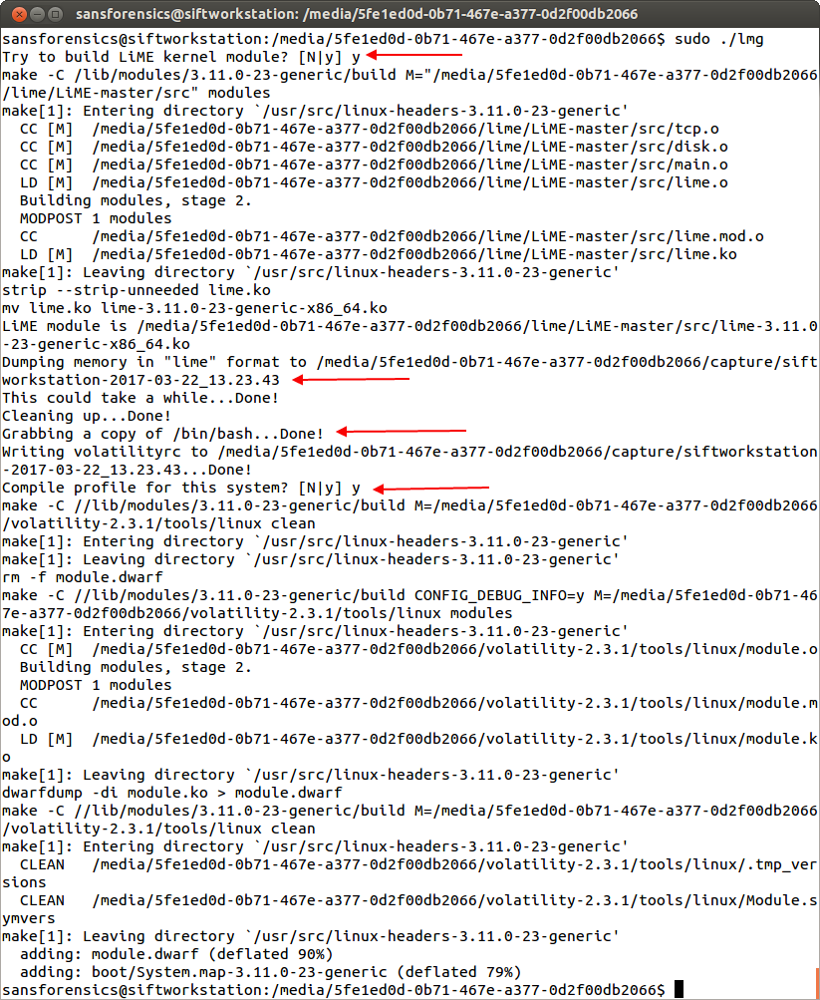 sansforensics@siftworkstation: /media/5fe1ed0d-0b71-467e-a377-0d2f00db2066
sansforensics@siftworkstation:/media/5fe1ed0d-0b71-467e-a377-0d2f00db2066$ sudo ./lmg
Try to build LiME kernel module? [N|y] y
make -C /lib/modules/3.11.0-23-generic/build M="/media/5fe1ed0d-0b71-467e-a377-0d2f00db2066
/lime/LiME-master/src" modules
make[1]: Entering directory `/usr/src/linux-headers-3.11.0-23-generic'
  CC [M]  /media/5fe1ed0d-0b71-467e-a377-0d2f00db2066/lime/LiME-master/src/tcp.o
  CC [M]  /media/5fe1ed0d-0b71-467e-a377-0d2f00db2066/lime/LiME-master/src/disk.o
  CC [M]  /media/5fe1ed0d-0b71-467e-a377-0d2f00db2066/lime/LiME-master/src/main.o
  LD [M]  /media/5fe1ed0d-0b71-467e-a377-0d2f00db2066/lime/LiME-master/src/lime.o
  Building modules, stage 2.
  MODPOST 1 modules
  CC      /media/5fe1ed0d-0b71-467e-a377-0d2f00db2066/lime/LiME-master/src/lime.mod.o
  LD [M]  /media/5fe1ed0d-0b71-467e-a377-0d2f00db2066/lime/LiME-master/src/lime.ko
make[1]: Leaving directory `/usr/src/linux-headers-3.11.0-23-generic'
strip --strip-unneeded lime.ko
mv lime.ko lime-3.11.0-23-generic-x86_64.ko
LiME module is /media/5fe1ed0d-0b71-467e-a377-0d2f00db2066/lime/LiME-master/src/lime-3.11.0
-23-generic-x86_64.ko
Dumping memory in "lime" format to /media/5fe1ed0d-0b71-467e-a377-0d2f00db2066/capture/sift
workstation-2017-03-22_13.23.43
This could take a while...Done!
Cleaning up...Done!
Grabbing a copy of /bin/bash...Done!
Writing volatilityrc to /media/5fe1ed0d-0b71-467e-a377-0d2f00db2066/capture/siftworkstation
-2017-03-22_13.23.43...Done!
Compile profile for this system? [N|y] y
make -C //lib/modules/3.11.0-23-generic/build M=/media/5fe1ed0d-0b71-467e-a377-0d2f00db2066
/volatility-2.3.1/tools/linux clean
make[1]: Entering directory `/usr/src/linux-headers-3.11.0-23-generic'
make[1]: Leaving directory `/usr/src/linux-headers-3.11.0-23-generic'
rm -f module.dwarf
make -C //lib/modules/3.11.0-23-generic/build CONFIG_DEBUG_INFO=y M=/media/5fe1ed0d-0b71-46
7e-a377-0d2f00db2066/volatility-2.3.1/tools/linux modules
make[1]: Entering directory `/usr/src/linux-headers-3.11.0-23-generic'
  CC [M]  /media/5fe1ed0d-0b71-467e-a377-0d2f00db2066/volatility-2.3.1/tools/linux/module.o
  Building modules, stage 2.
  MODPOST 1 modules
  CC      /media/5fe1ed0d-0b71-467e-a377-0d2f00db2066/volatility-2.3.1/tools/linux/module.m
od.o
  LD [M]  /media/5fe1ed0d-0b71-467e-a377-0d2f00db2066/volatility-2.3.1/tools/linux/module.k
o
make[1]: Leaving directory `/usr/src/linux-headers-3.11.0-23-generic'
dwarfdump -di module.ko > module.dwarf
make -C //lib/modules/3.11.0-23-generic/build M=/media/5fe1ed0d-0b71-467e-a377-0d2f00db2066
/volatility-2.3.1/tools/linux clean
make[1]: Entering directory `/usr/src/linux-headers-3.11.0-23-generic'
  CLEAN   /media/5fe1ed0d-0b71-467e-a377-0d2f00db2066/volatility-2.3.1/tools/linux/.tmp_ver
sions
  CLEAN   /media/5fe1ed0d-0b71-467e-a377-0d2f00db2066/volatility-2.3.1/tools/linux/Module.s
ymvers
make[1]: Leaving directory `/usr/src/linux-headers-3.11.0-23-generic'
  adding: module.dwarf (deflated 90%)
  adding: boot/System.map-3.11.0-23-generic (deflated 79%)
sansforensics@siftworkstation:/media/5fe1ed0d-0b71-467e-a377-0d2f00db2066$